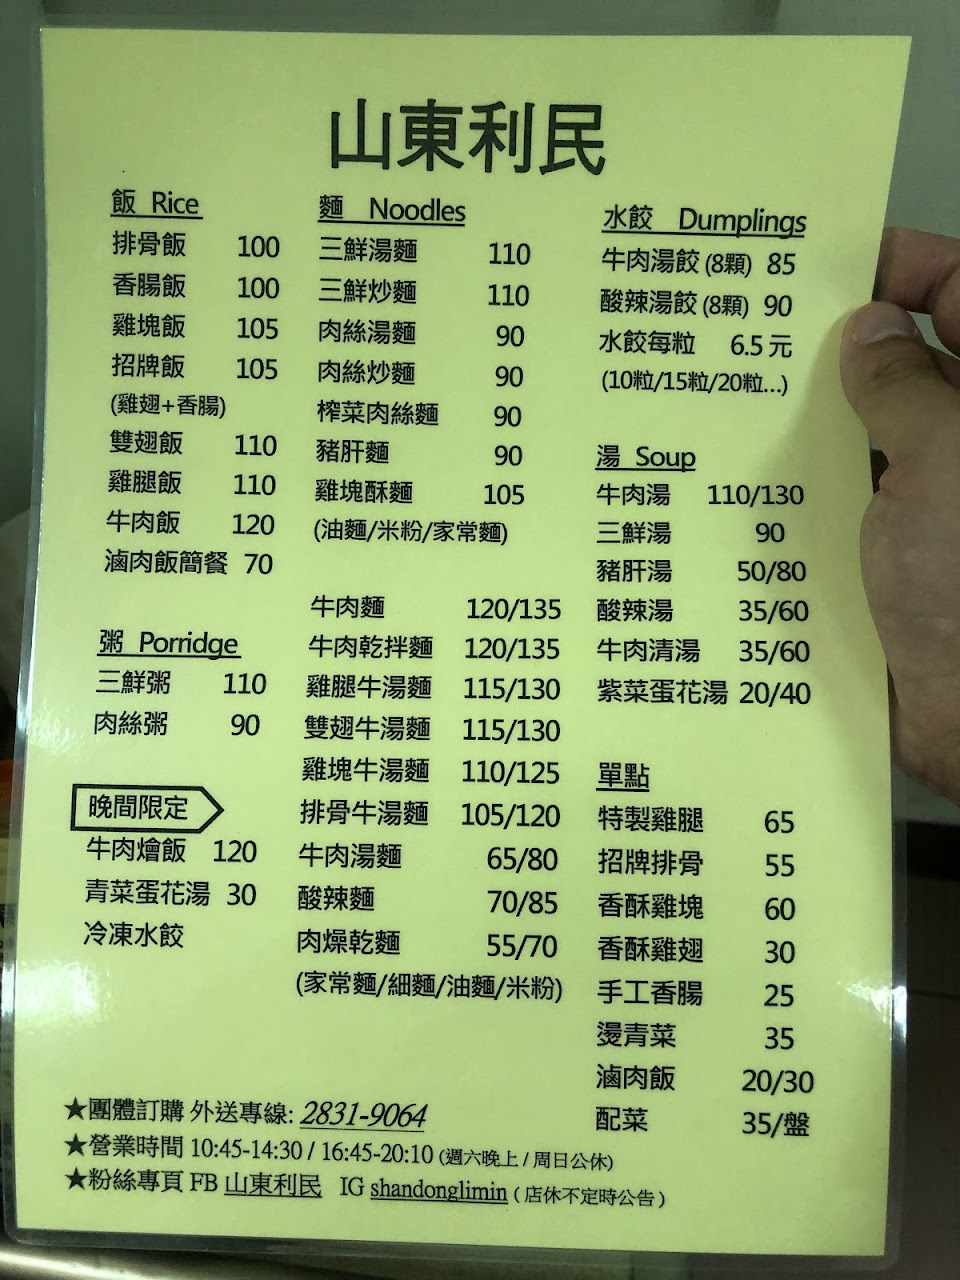 山東利民
飯 Rice
排骨飯 100
香腸飯 100
雞塊飯 105
招牌飯 105
(雞翅+香腸)
雙翅飯 110
雞腿飯 110
牛肉飯 120
滷肉飯簡餐 70
粥 Porridge
三鮮粥 110
肉絲粥 90
晚間限定
牛肉燴飯 120
青菜蛋花湯 30
冷凍水餃
麵 Noodles
三鮮湯麵 110
三鮮炒麵 110
肉絲湯麵 90
肉絲炒麵 90
榨菜肉絲麵 90
豬肝麵 90
雞塊酥麵 105
(油麵/米粉/家常麵)
牛肉麵 120/135
牛肉乾拌麵 120/135
雞腿牛湯麵 115/130
雙翅牛湯麵 115/130
雞塊牛湯麵 110/125
排骨牛湯麵 105/120
牛肉湯麵 65/80
酸辣麵 70/85
肉燥乾麵 55/70
(家常麵/細麵/油麵/米粉)
水餃 Dumplings
牛肉湯餃 (8顆) 85
酸辣湯餃 (8顆) 90
水餃每粒 6.5 元
(10粒/15粒/20粒...)
湯 Soup
牛肉湯 110/130
三鮮湯 90
豬肝湯 50/80
酸辣湯 35/60
牛肉清湯 35/60
紫菜蛋花湯 20/40
單點
特製雞腿 65
招牌排骨 55
香酥雞塊 60
香酥雞翅 30
手工香腸 25
燙青菜 35
滷肉飯 20/30
配菜 35/盤
★團體訂購 外送專線: 2831-9064
★營業時間 10:45-14:30 / 16:45-20:10 (週六晚上 / 周日公休)
★粉絲專頁 FB 山東利民 IG shandonglimin ( 店休不定時公告 )